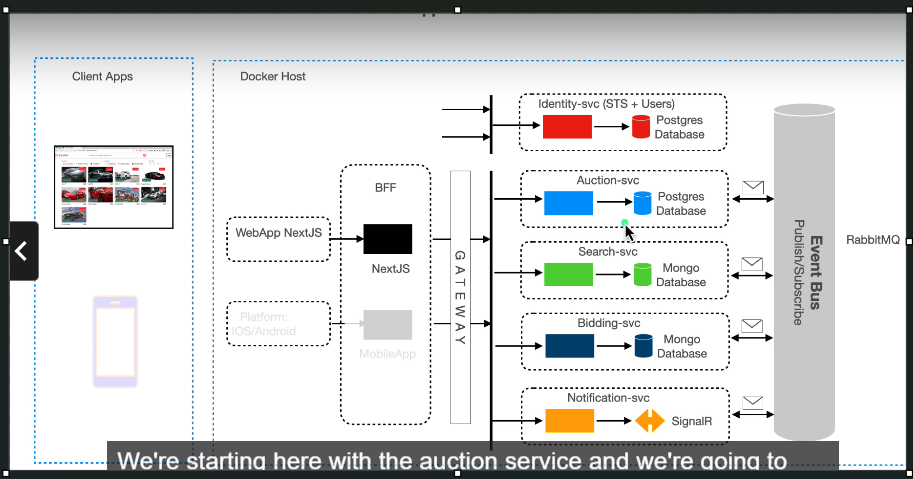 Client Apps
Docker Host
Identity-svc (STS + Users)
Postgres
Database
BFF
Auction-svc
Postgres
Database
WebApp NextJS
NextJS
GATEWAY
Search-svc
Mongo
Database
Event Bus
Publish/Subscribe
RabbitMQ
Platform:
IOS/Android
MobileApp
Bidding-svc
Mongo
Database
Notification-svc
SignalR
We're starting here with the auction service and we're going to